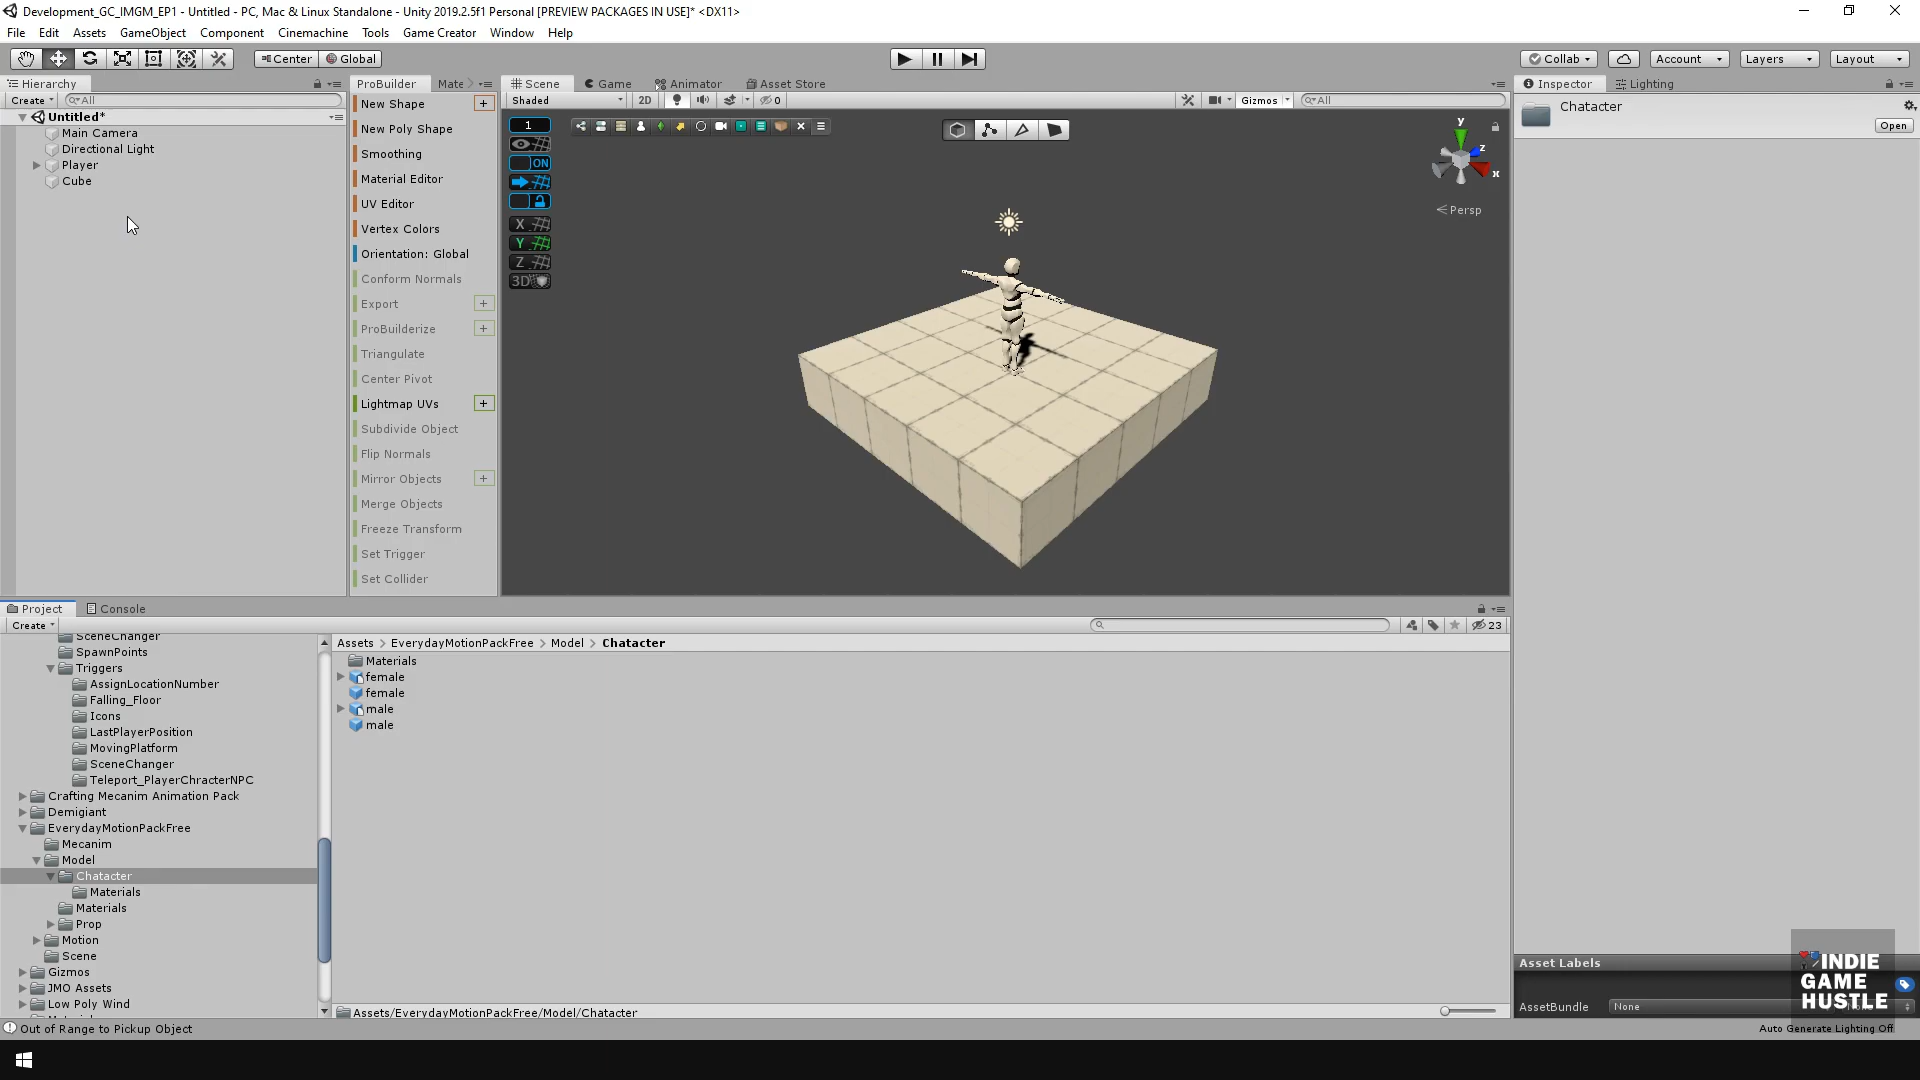 Development_GC_IMGM_EP1 - Untitled - PC, Mac & Linux Standalone - Unity 2019.2.5f1 Personal [PREVIEW PACKAGES IN USE]* <DX11>
File Edit Assets GameObject Component Cinemachine Tools Game Creator Window Help
Center Global Collab Account Layers Layout
Hierarchy ProBuilder Mate Scene Game Animator Asset Store Inspector Lighting
Create All Shaded 2D 0 Gizmos All
Untitled*
Main Camera
Directional Light
Player
Cube
New Shape +
New Poly Shape
Smoothing
Material Editor
UV Editor
Vertex Colors
Orientation: Global
Conform Normals
Export +
ProBuilderize +
Triangulate
Center Pivot
Lightmap UVs +
Subdivide Object
Flip Normals
Mirror Objects +
Merge Objects
Freeze Transform
Set Trigger
Set Collider
1
ON
X
Y
Z
3D
y
z
x
Persp
Chatacter
Open
Project Console
Create 23
SceneChanger
SpawnPoints
Triggers
AssignLocationNumber
Falling_Floor
Icons
LastPlayerPosition
MovingPlatform
SceneChanger
Teleport_PlayerChracterNPC
Crafting Mecanim Animation Pack
Demigiant
EverydayMotionPackFree
Mecanim
Model
Chatacter
Materials
Materials
Prop
Motion
Scene
Gizmos
JMO Assets
Low Poly Wind
Assets > EverydayMotionPackFree > Model > Chatacter
Materials
female
female
male
male
Assets/EverydayMotionPackFree/Model/Chatacter
Asset Labels
AssetBundle None
INDIE
GAME
HUSTLE
Out of Range to Pickup Object
Auto Generate Lighting Off